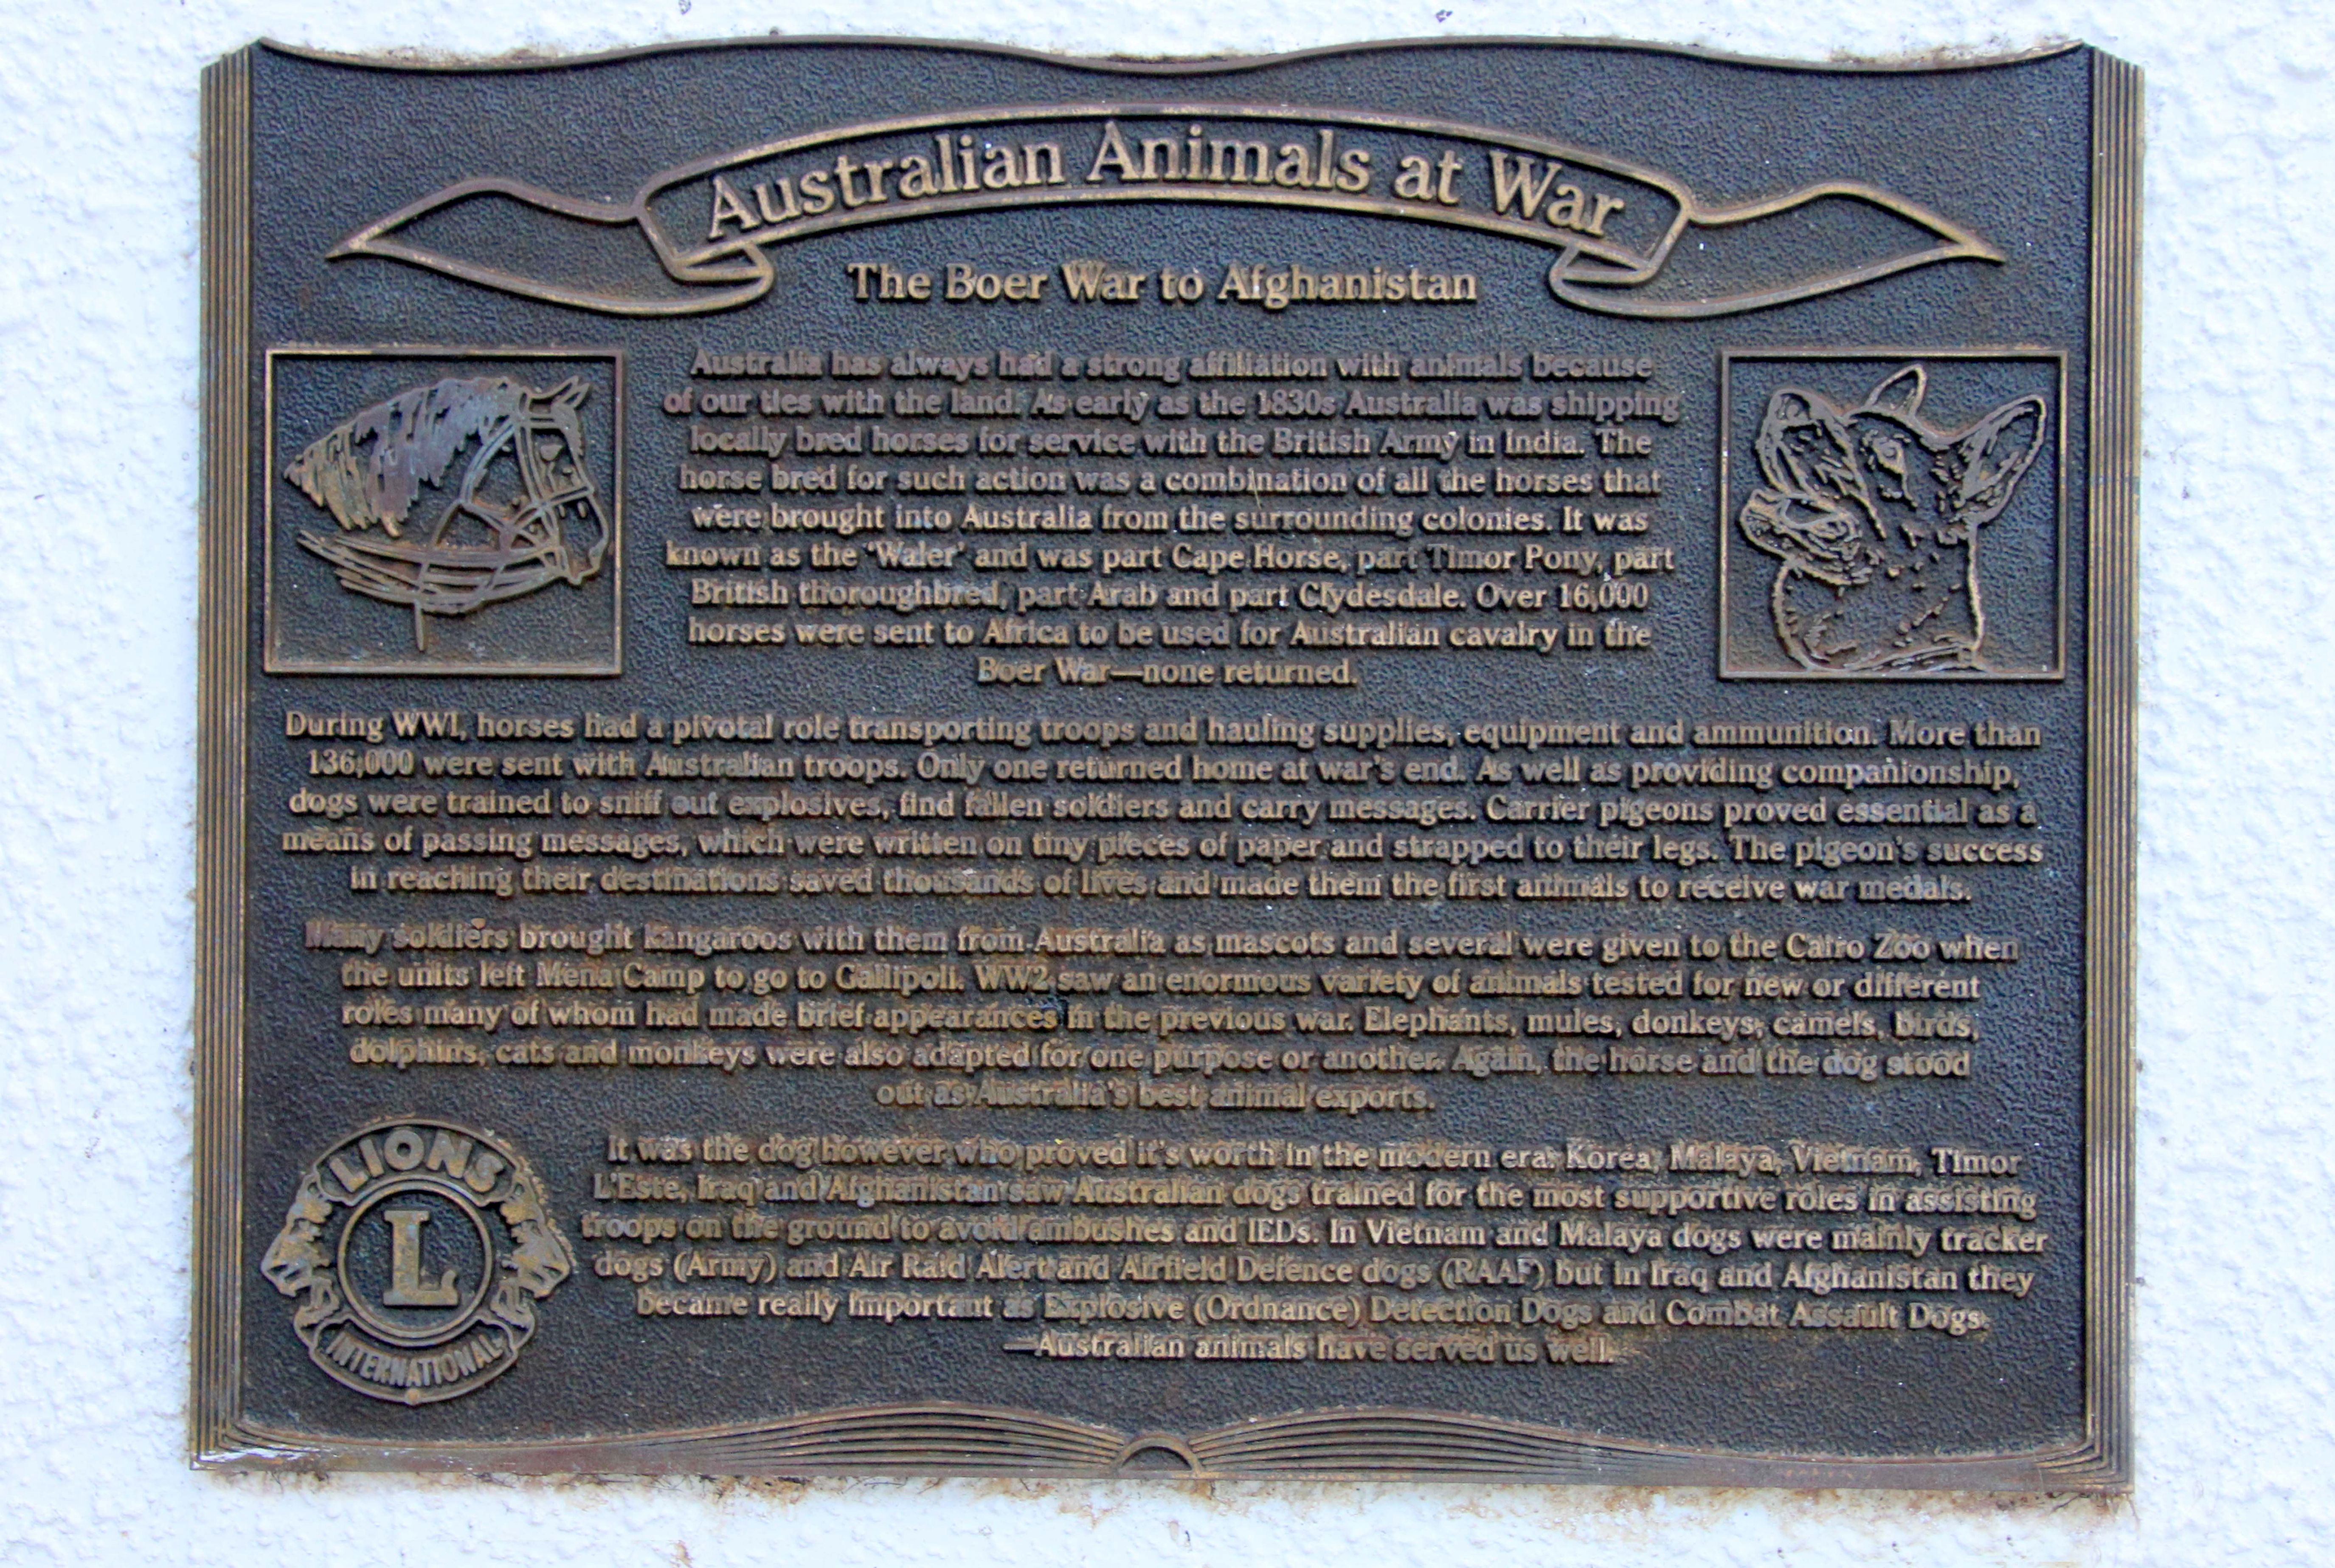 Australian Animals at War
The Boer War to Afghanistan
Australia has always had a strong affiliation with animals because
of our ties with the land. As early as the 1830s Australia was shipping
locally bred horses for service with the British Army in India. The
horse bred for such action was a combination of all the horses that
were brought into Australia from the surrounding colonies. It was
known as the 'Waler' and was part Cape Horse, part Timor Pony, part
British thoroughbred, part Arab and part Clydesdale. Over 16,000
horses were sent to Africa to be used for Australian cavalry in the
Boer War—none returned.
During WWI, horses had a pivotal role transporting troops and hauling supplies, equipment and ammunition. More than
136,000 were sent with Australian troops. Only one returned home at war's end. As well as providing companionship,
dogs were trained to sniff out explosives, find fallen soldiers and carry messages. Carrier pigeons proved essential as a
means of passing messages, which were written on tiny pieces of paper and strapped to their legs. The pigeon's success
in reaching their destinations saved thousands of lives and made them the first animals to receive war medals.
Many soldiers brought kangaroos with them from Australia as mascots and several were given to the Cairo Zoo when
the units left Mena Camp to go to Gallipoli. WW2 saw an enormous variety of animals tested for new or different
roles many of whom had made brief appearances in the previous war. Elephants, mules, donkeys, camels, birds,
dolphins, cats and monkeys were also adapted for one purpose or another. Again, the horse and the dog stood
out as Australia's best animal exports.
It was the dog however who proved it's worth in the modern era. Korea, Malaya, Vietnam, Timor
L'Este, Iraq and Afghanistan saw Australian dogs trained for the most supportive roles in assisting
troops on the ground to avoid ambushes and IEDs. In Vietnam and Malaya dogs were mainly tracker
dogs (Army) and Air Raid Alert and Airfield Defence dogs (RAAF) but in Iraq and Afghanistan they
became really important as Explosive (Ordnance) Detection Dogs and Combat Assault Dogs.
—Australian animals have served us well.
LIONS
L
INTERNATIONAL